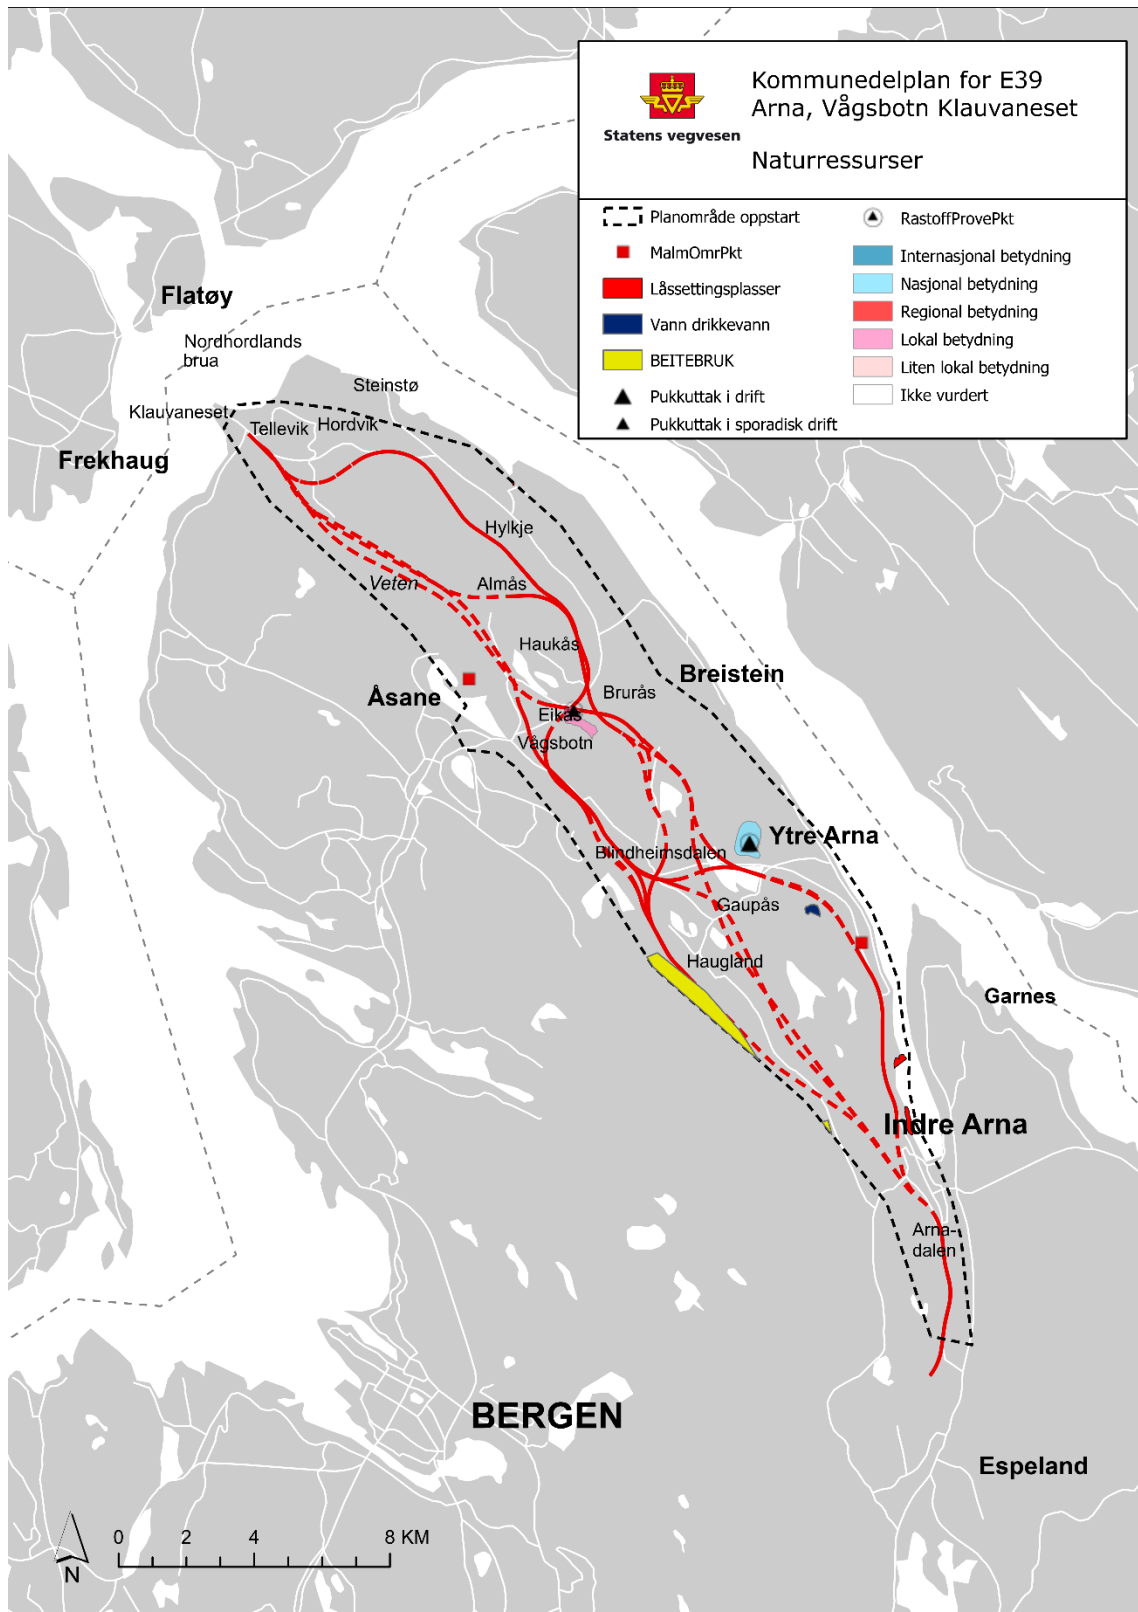 Kommunedelplan for E39
Arna, Vågsbotn Klauvaneset
Statens vegvesen
Naturressurser
Planområde oppstart
MalmOmrPkt
Låssettingsplasser
Vann drikkevann
BEITEBRUK
Pukkuttak i drift
Pukkuttak i sporadisk drift
RastoffProvePkt
Internasjonal betydning
Nasjonal betydning
Regional betydning
Lokal betydning
Liten lokal betydning
Ikke vurdert
Flatøy
Nordhordlands
brua
Steinstø
Klauvaneset
Tellevik
Hordvik
Frekhaug
Hylkje
Veten
Almås
Haukås
Breistein
Åsane
Brurås
Eikås
Vågsbotn
Ytre Arna
Blindheimsdalen
Gaupås
Haugland
Garnes
Indre Arna
Arna-
dalen
BERGEN
Espeland
0 2 4 8 KM
N